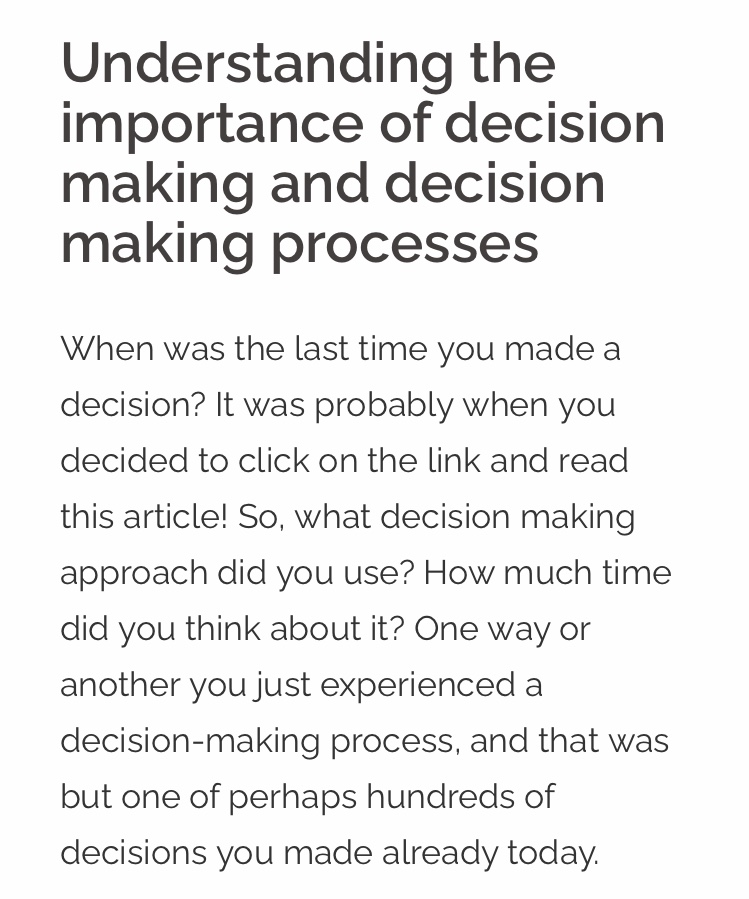 Understanding the
importance of decision
making and decision
making processes
When was the last time you made a
decision? It was probably when you
decided to click on the link and read
this article! So, what decision making
approach did you use? How much time
did you think about it? One way or
another you just experienced a
decision-making process, and that was
but one of perhaps hundreds of
decisions you made already today.